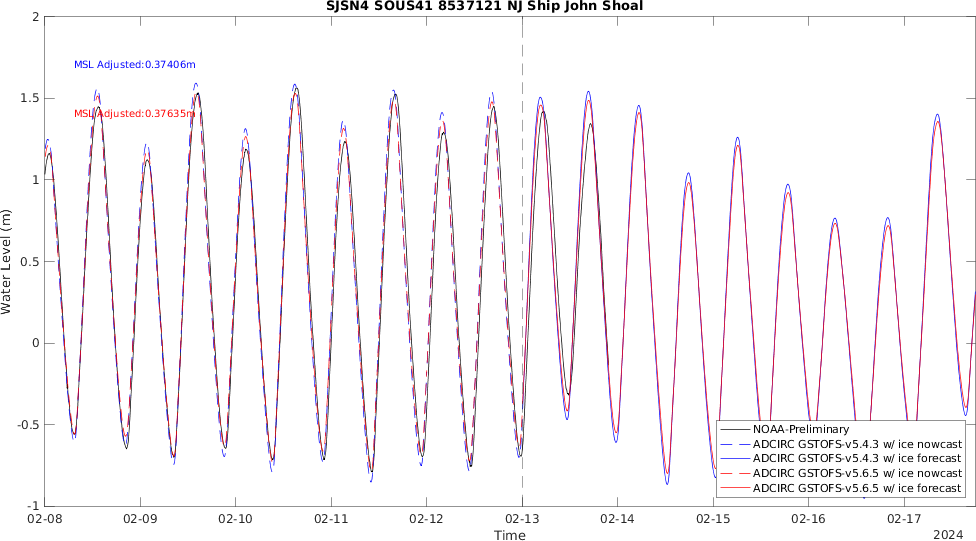 SJSN4 SOUS41 8537121 NJ Ship John Shoal
2
1.5
1
0.5
0
-0.5
-1
Water Level (m)
MSL Adjusted:0.37406m
MSL Adjusted:0.37635m
NOAA-Preliminary
ADCIRC GSTOFS-v5.4.3 w/ ice nowcast
ADCIRC GSTOFS-v5.4.3 w/ ice forecast
ADCIRC GSTOFS-v5.6.5 w/ ice nowcast
ADCIRC GSTOFS-v5.6.5 w/ ice forecast
02-08 02-09 02-10 02-11 02-12 02-13 02-14 02-15 02-16 02-17
Time
2024